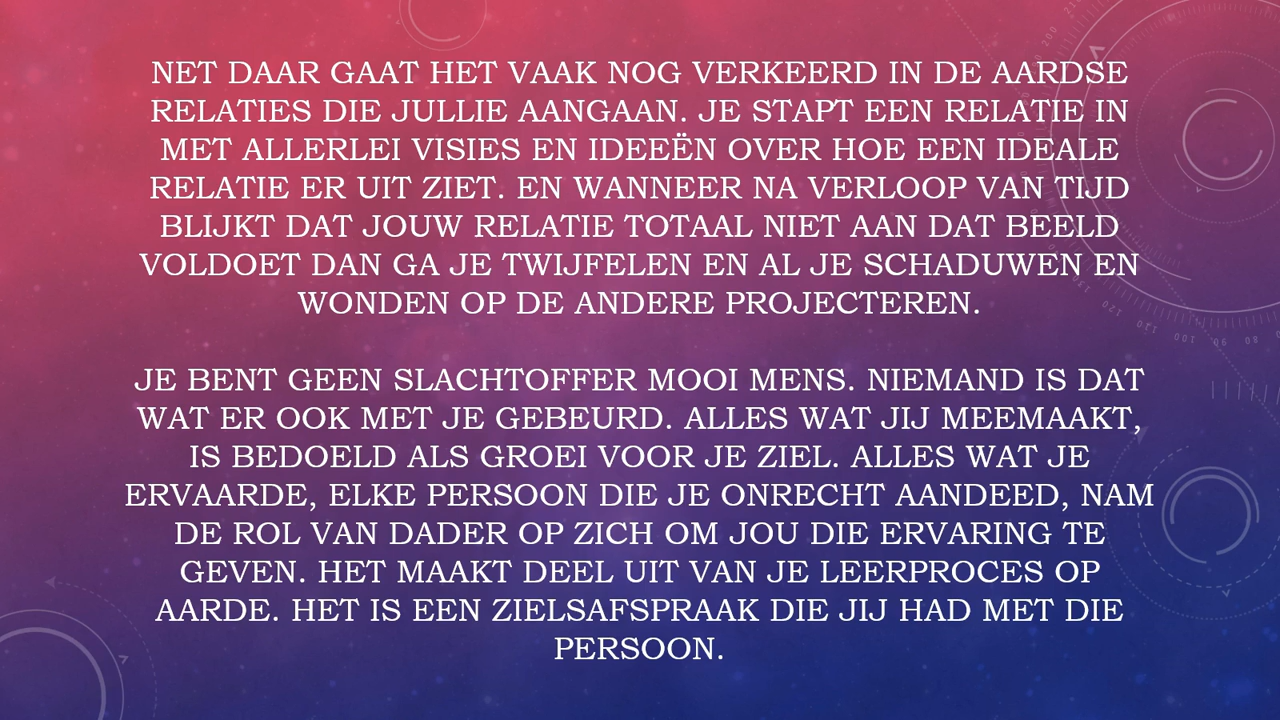 NET DAAR GAAT HET VAAK NOG VERKEERD IN DE AARDSE
RELATIES DIE JULLIE AANGAAN. JE STAPT EEN RELATIE IN
MET ALLERLEI VISIES EN IDEEËN OVER HOE EEN IDEALE
RELATIE ER UIT ZIET. EN WANNEER NA VERLOOP VAN TIJD
BLIJKT DAT JOUW RELATIE TOTAAL NIET AAN DAT BEELD
VOLDOET DAN GA JE TWIJFELEN EN AL JE SCHADUWEN EN
WONDEN OP DE ANDERE PROJECTEREN.
JE BENT GEEN SLACHTOFFER MOOI MENS. NIEMAND IS DAT
WAT ER OOK MET JE GEBEURD. ALLES WAT JIJ MEEMAAKT,
IS BEDOELD ALS GROEI VOOR JE ZIEL. ALLES WAT JE
ERVAARDE, ELKE PERSOON DIE JE ONRECHT AANDEED, NAM
DE ROL VAN DADER OP ZICH OM JOU DIE ERVARING TE
GEVEN. HET MAAKT DEEL UIT VAN JE LEERPROCES OP
AARDE. HET IS EEN ZIELSAFSPRAAK DIE JIJ HAD MET DIE
PERSOON.